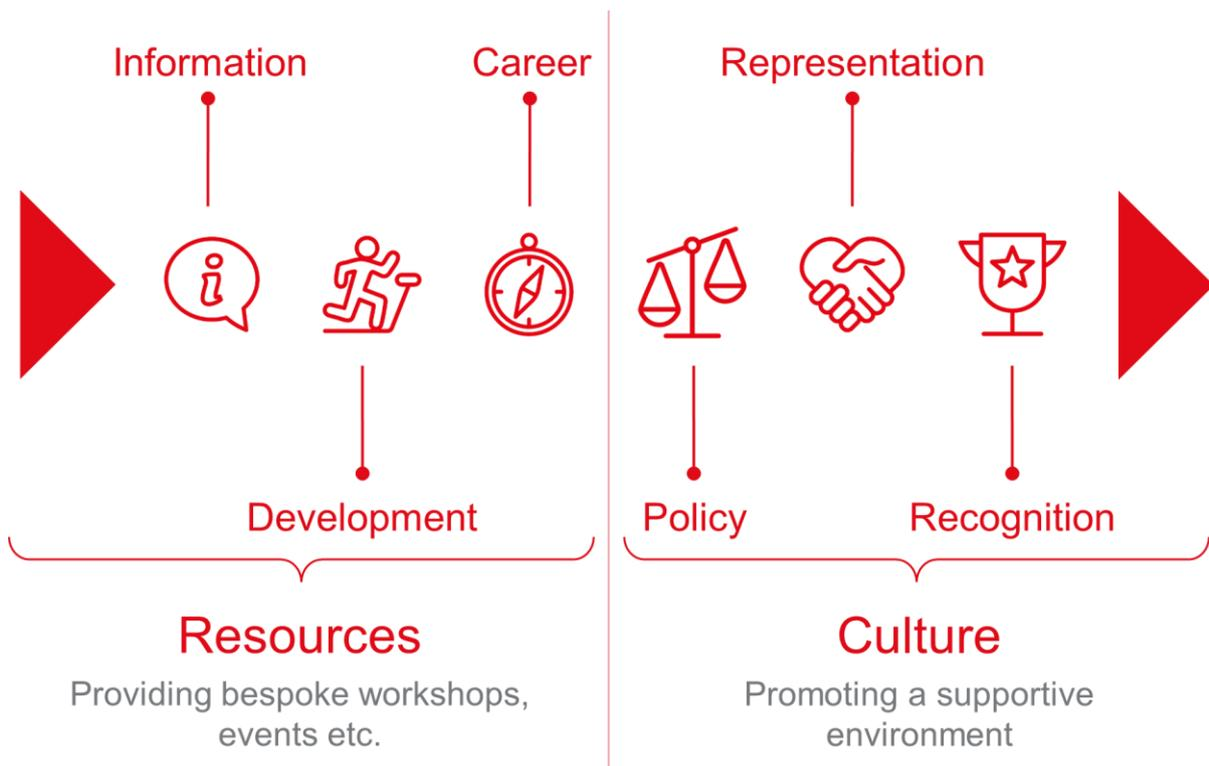 Information
Career
Representation
Development
Policy
Recognition
Resources
Providing bespoke workshops,
events etc.
Culture
Promoting a supportive
environment